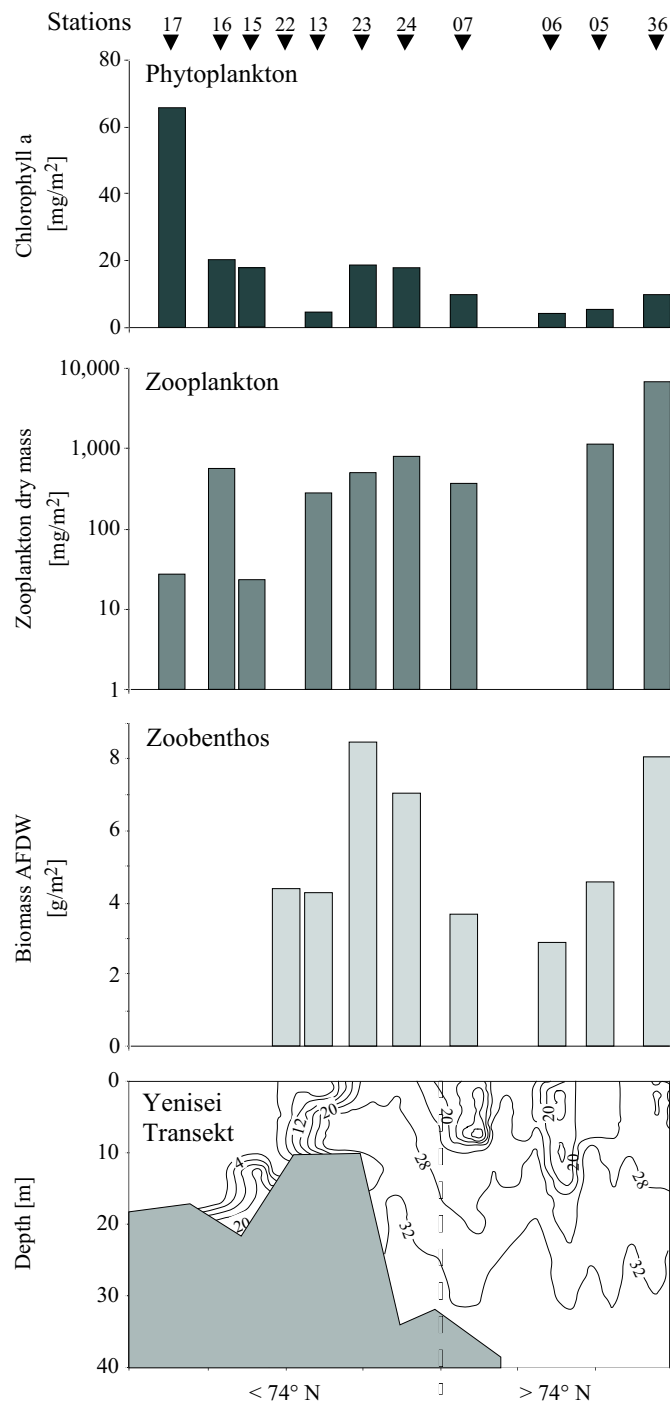 Stations 17 16 15 22 13 23 24 07 06 05 36
Phytoplankton
Chlorophyll a
[mg/m²]
80
60
40
20
0
Zooplankton
Zooplankton dry mass
[mg/m²]
10,000
1,000
100
10
1
Zoobenthos
Biomass AFDW
[g/m²]
8
6
4
2
0
Yenisei
Transekt
Depth [m]
0
10
20
30
40
4
20
12
20
28
32
20
20
20
28
32
< 74° N
> 74° N